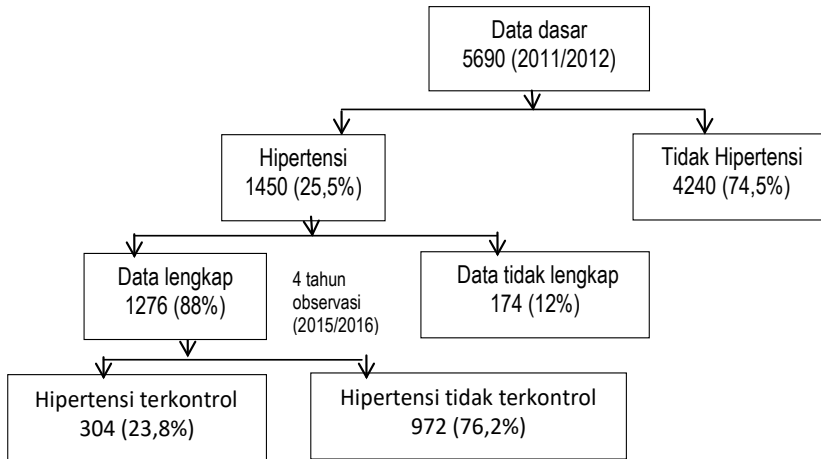 Data dasar
5690 (2011/2012)
Hipertensi
1450 (25,5%)
Tidak Hipertensi
4240 (74,5%)
Data lengkap
1276 (88%)
4 tahun
observasi
(2015/2016)
Data tidak lengkap
174 (12%)
Hipertensi terkontrol
304 (23,8%)
Hipertensi tidak terkontrol
972 (76,2%)